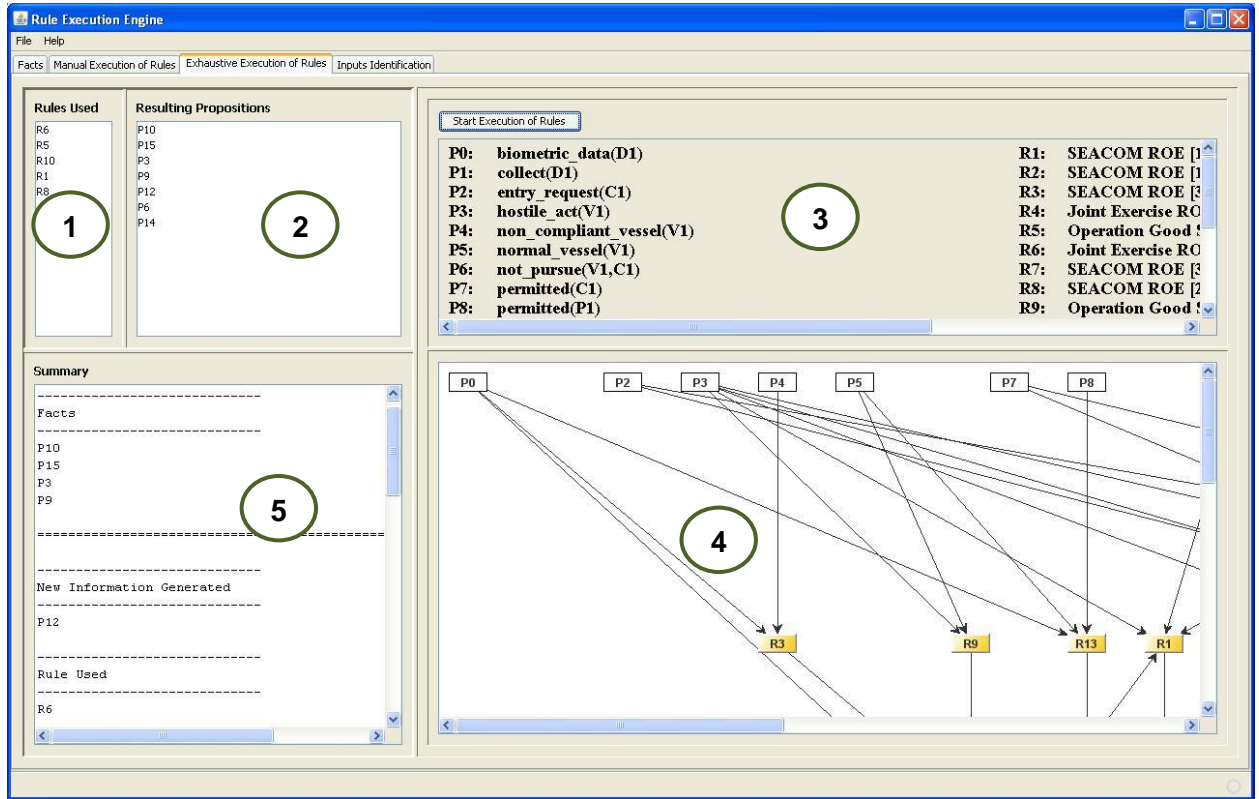 Rule Execution Engine
File Help
Facts Manual Execution of Rules Exhaustive Execution of Rules Inputs Identification
Rules Used
R6
R5
R10
R1
R8
1
Resulting Propositions
P10
P15
P3
P9
P12
P6
P14
2
Start Execution of Rules
P0: biometric_data(D1) R1: SEACOM ROE [1
P1: collect(D1) R2: SEACOM ROE [1
P2: entry_request(C1) R3: SEACOM ROE [3
P3: hostile_act(V1) R4: Joint Exercise RO
P4: non_compliant_vessel(V1) R5: Operation Good S
P5: normal_vessel(V1) R6: Joint Exercise RO
P6: not_pursue(V1,C1) R7: SEACOM ROE [3
P7: permitted(C1) R8: SEACOM ROE [2
P8: permitted(P1) R9: Operation Good S
3
Summary
------------------------------
Facts
------------------------------
P10
P15
P3
P9
==============================================
------------------------------
New Information Generated
------------------------------
P12
------------------------------
Rule Used
------------------------------
R6
5
P0 P2 P3 P4 P5 P7 P8
4
R3 R9 R13 R1